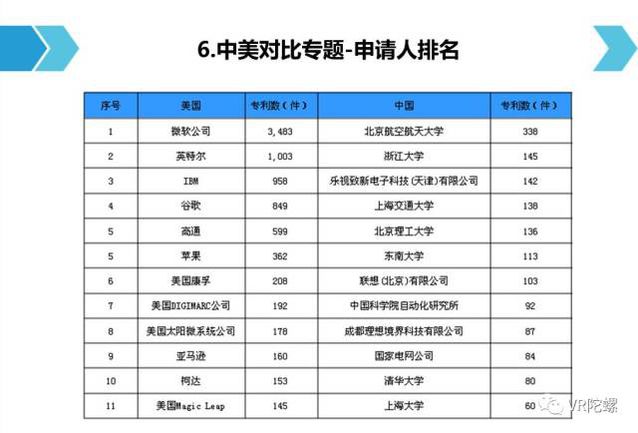 6.中美对比专题-申请人排名
序号 美国 专利数(件) 中国 专利数(件)
1 微软公司 3,483 北京航空航天大学 338
2 英特尔 1,003 浙江大学 145
3 IBM 958 乐视致新电子科技(天津)有限公司 142
4 谷歌 849 上海交通大学 138
5 高通 599 北京理工大学 136
5 苹果 362 东南大学 113
6 美国康孚 208 联想(北京)有限公司 103
7 美国DIGIMARC公司 192 中国科学院自动化研究所 92
8 美国太阳微系统公司 178 成都理想境界科技有限公司 87
9 亚马逊 160 国家电网公司 84
10 柯达 153 清华大学 80
11 美国Magic Leap 145 上海大学 60
VR陀螺